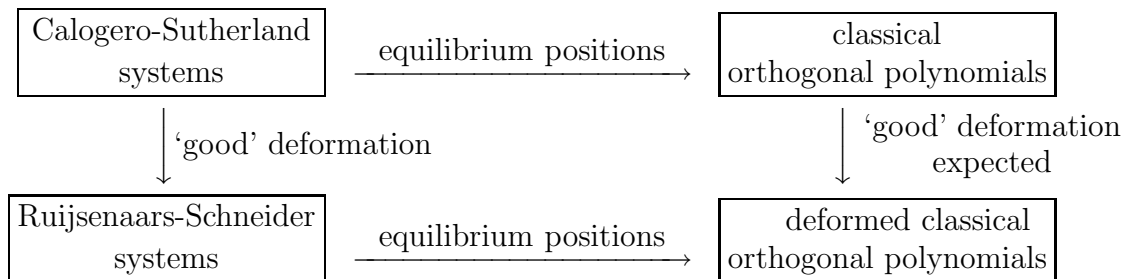 Calogero-Sutherland
systems
equilibrium positions
classical
orthogonal polynomials
‘good’ deformation
‘good’ deformation
expected
Ruijsenaars-Schneider
systems
equilibrium positions
deformed classical
orthogonal polynomials